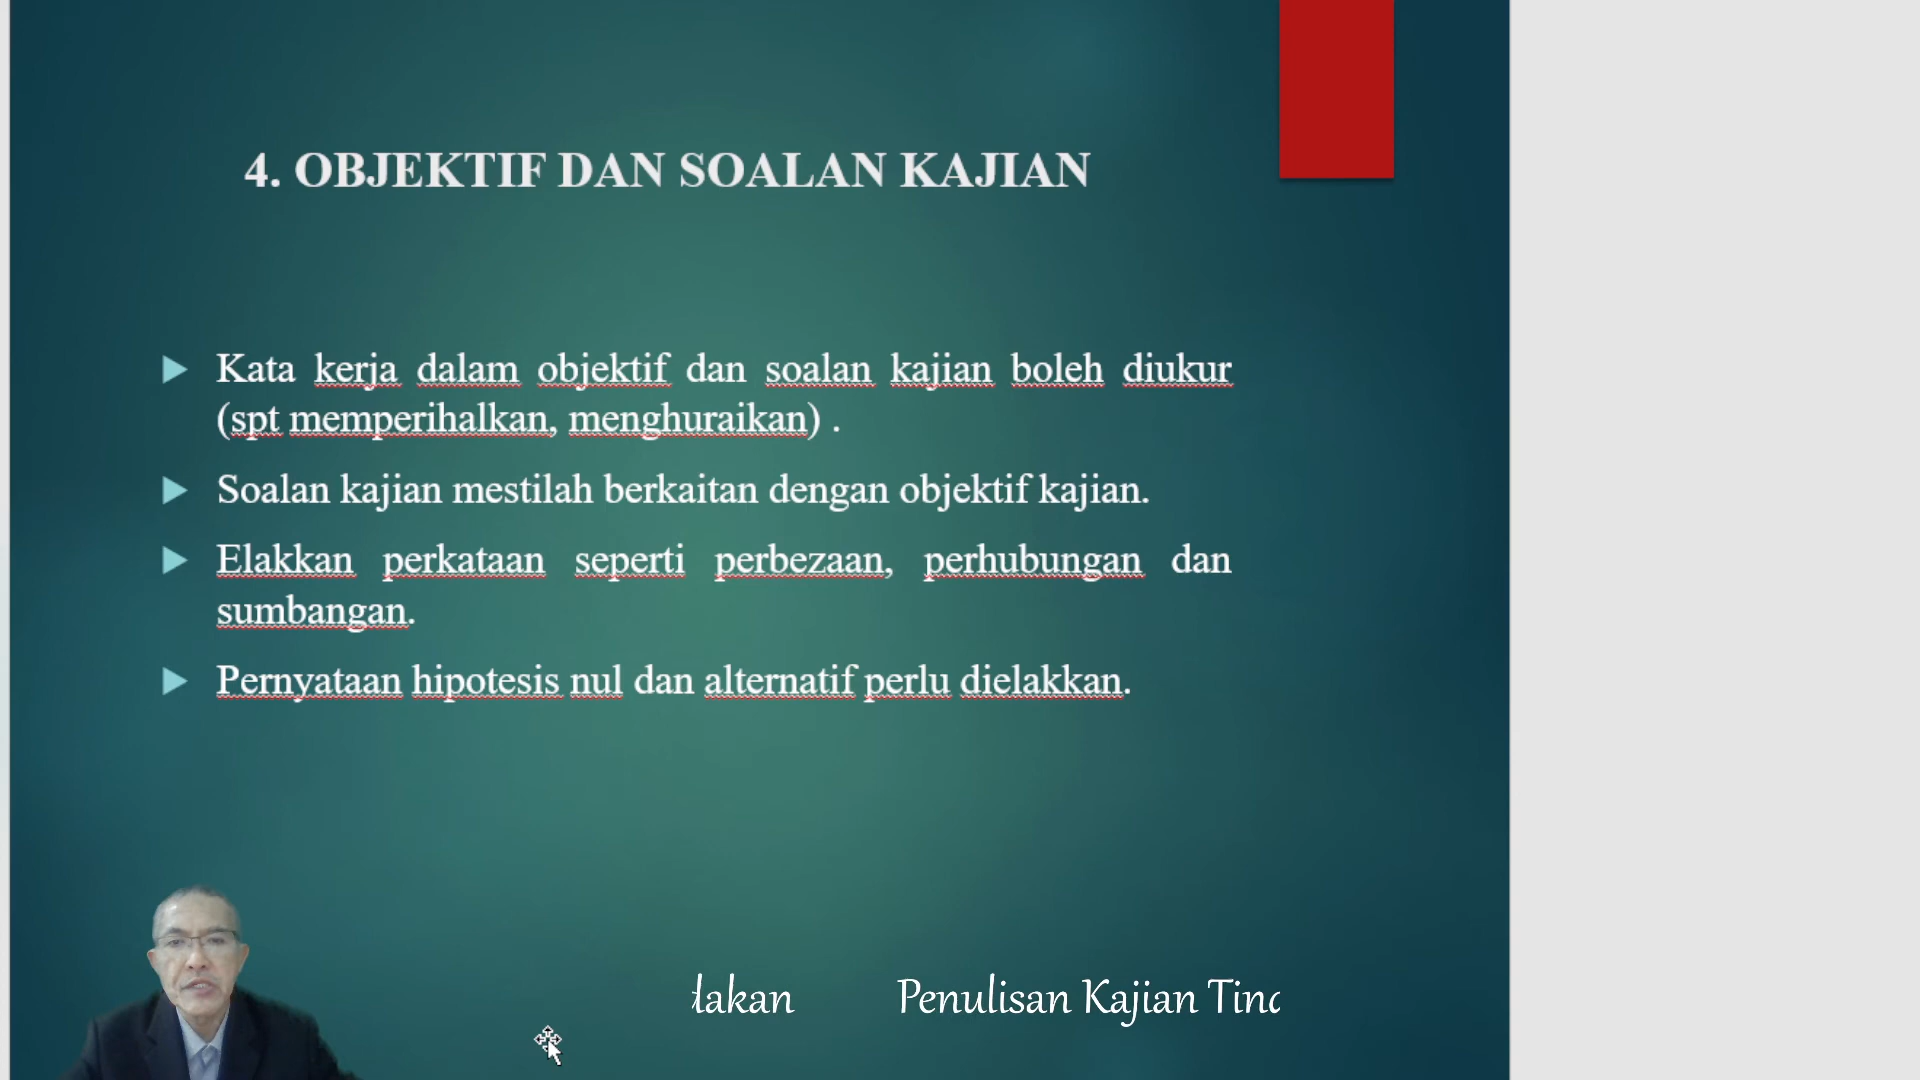 4. OBJEKTIF DAN SOALAN KAJIAN
Kata kerja dalam objektif dan soalan kajian boleh diukur
(spt memperihalkan, menghuraikan) .
Soalan kajian mestilah berkaitan dengan objektif kajian.
Elakkan perkataan seperti perbezaan, perhubungan dan
sumbangan.
Pernyataan hipotesis nul dan alternatif perlu dielakkan.
dakan Penulisan Kajian Tind